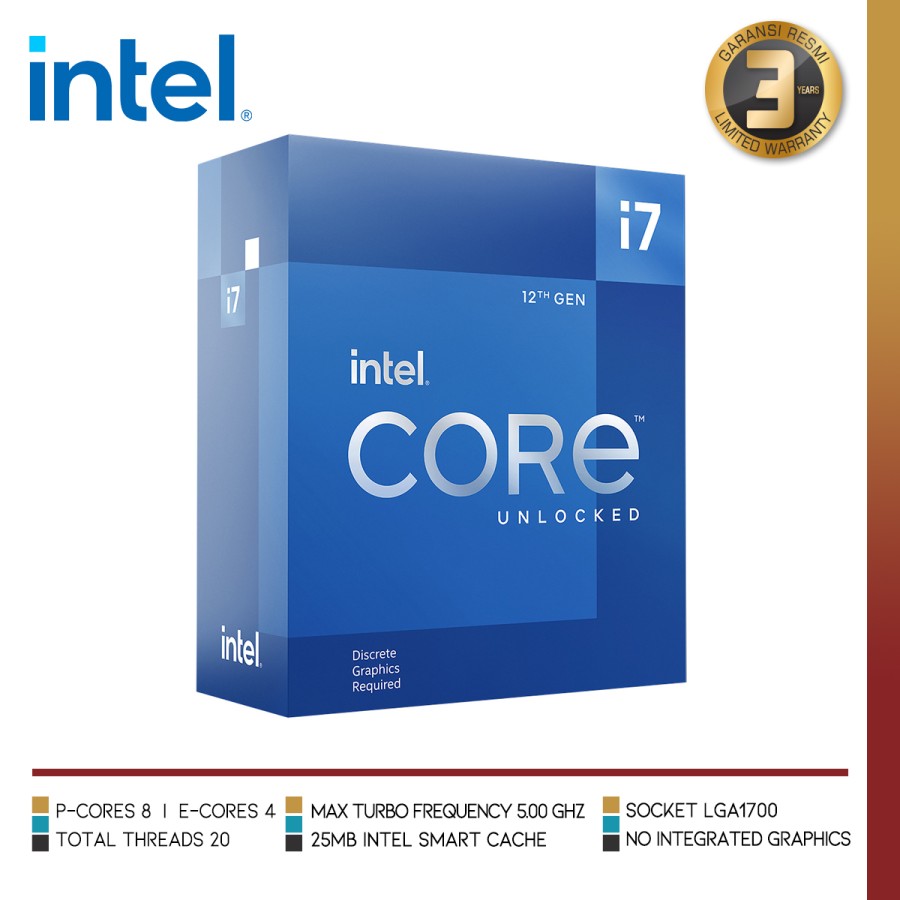 intel®
GARANSI RESMI
3 YEARS
LIMITED WARRANTY
i7
i7
12TH GEN
intel®
CORE™
UNLOCKED
intel®
Discrete
Graphics
Required
P-CORES 8 | E-CORES 4
TOTAL THREADS 20
MAX TURBO FREQUENCY 5.00 GHZ
25MB INTEL SMART CACHE
SOCKET LGA1700
NO INTEGRATED GRAPHICS